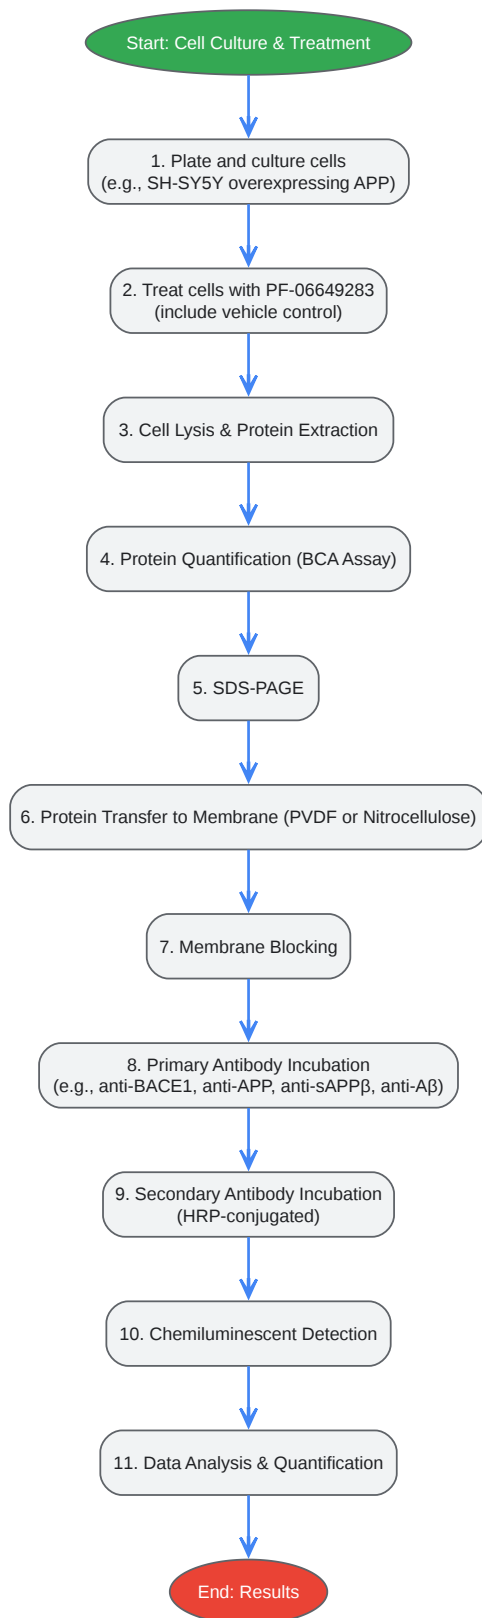 Start: Cell Culture & Treatment
1. Plate and culture cells
(e.g., SH-SY5Y overexpressing APP)
2. Treat cells with PF-06649283
(include vehicle control)
3. Cell Lysis & Protein Extraction
4. Protein Quantification (BCA Assay)
5. SDS-PAGE
6. Protein Transfer to Membrane (PVDF or Nitrocellulose)
7. Membrane Blocking
8. Primary Antibody Incubation
(e.g., anti-BACE1, anti-APP, anti-sAPPβ, anti-Aβ)
9. Secondary Antibody Incubation
(HRP-conjugated)
10. Chemiluminescent Detection
11. Data Analysis & Quantification
End: Results